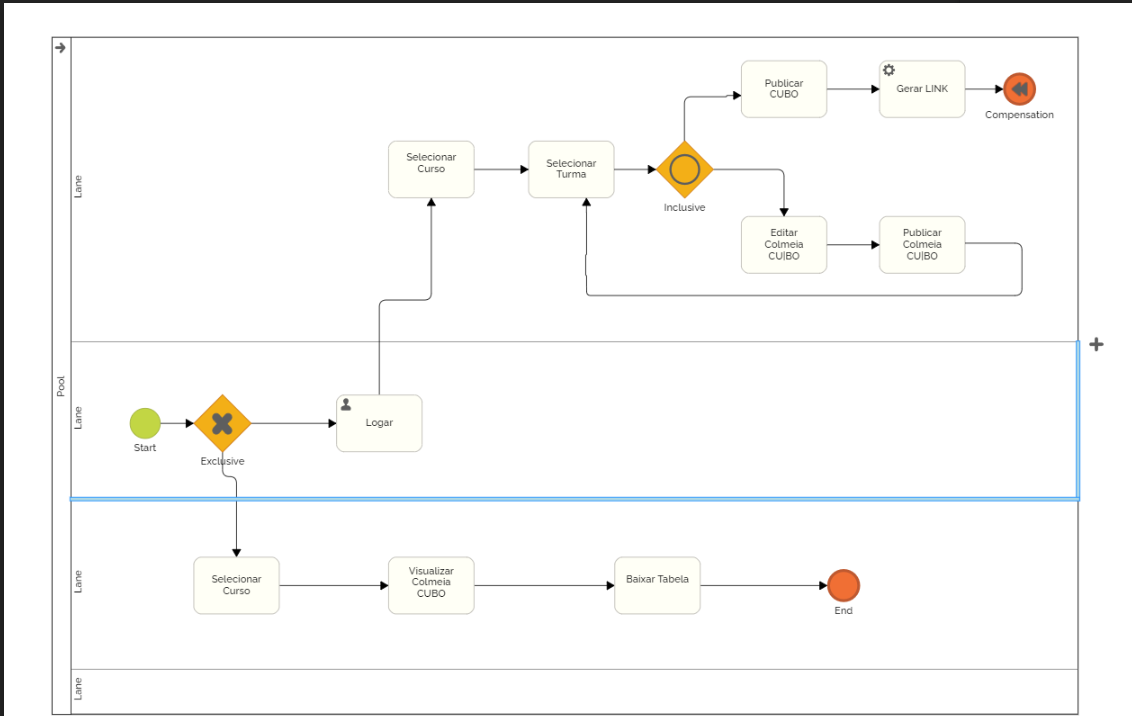 Publicar
CUBO
Gerar LINK
Compensation
Selecionar
Curso
Selecionar
Turma
Inclusive
Editar
Colmeia
CU|BO
Publicar
Colmeia
CU|BO
Lane
Pool
Lane
Start
Exclusive
Logar
Lane
Selecionar
Curso
Visualizar
Colmeia
CUBO
Baixar Tabela
End
Lane